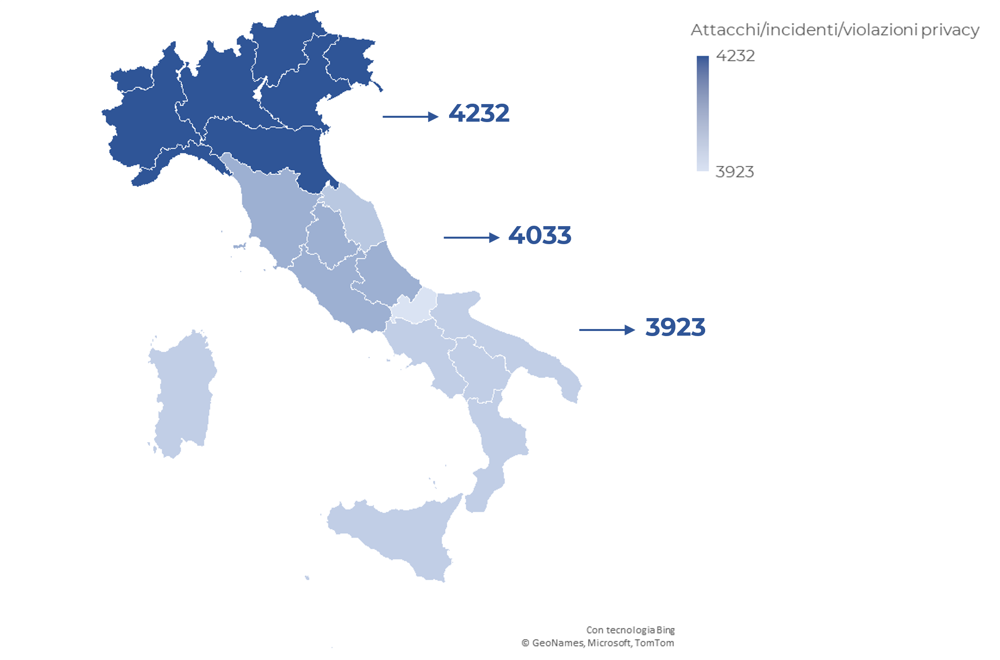 Attacchi/incidenti/violazioni privacy
4232
3923
4232
4033
3923
Con tecnologia Bing
© GeoNames, Microsoft, TomTom